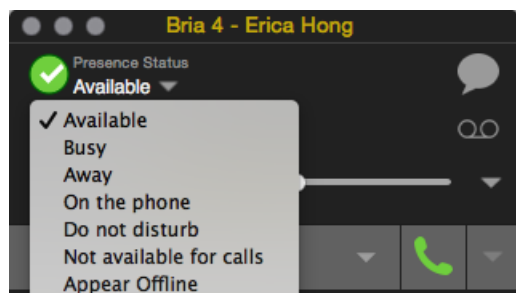 Bria 4 - Erica Hong
Presence Status
Available
Available
Busy
Away
On the phone
Do not disturb
Not available for calls
Appear Offline